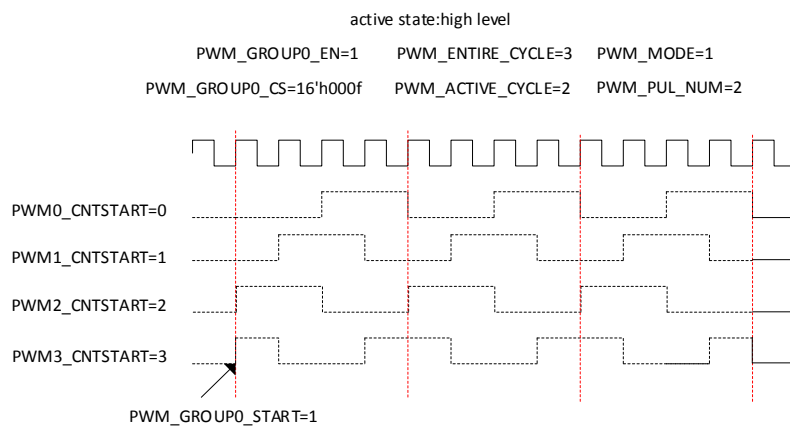 active state:high level
PWM_GROUP0_EN=1 PWM_ENTIRE_CYCLE=3 PWM_MODE=1
PWM_GROUP0_CS=16'h000f PWM_ACTIVE_CYCLE=2 PWM_PUL_NUM=2
PWM0_CNTSTART=0
PWM1_CNTSTART=1
PWM2_CNTSTART=2
PWM3_CNTSTART=3
PWM_GROUP0_START=1